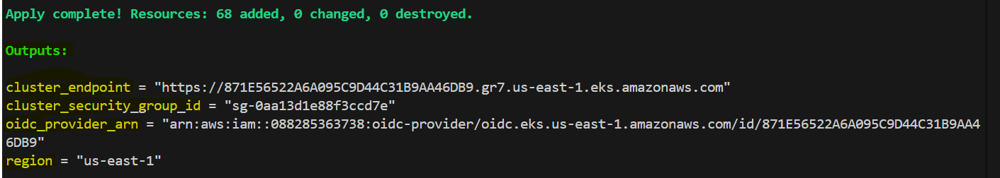 Apply complete! Resources: 68 added, 0 changed, 0 destroyed.
Outputs:
cluster_endpoint = "https://871E56522A6A095C9D44C31B9AA46DB9.gr7.us-east-1.eks.amazonaws.com"
cluster_security_group_id = "sg-0aa13d1e88f3ccd7e"
oidc_provider_arn = "arn:aws:iam::088285363738:oidc-provider/oidc.eks.us-east-1.amazonaws.com/id/871E56522A6A095C9D44C31B9AA4
6DB9"
region = "us-east-1"